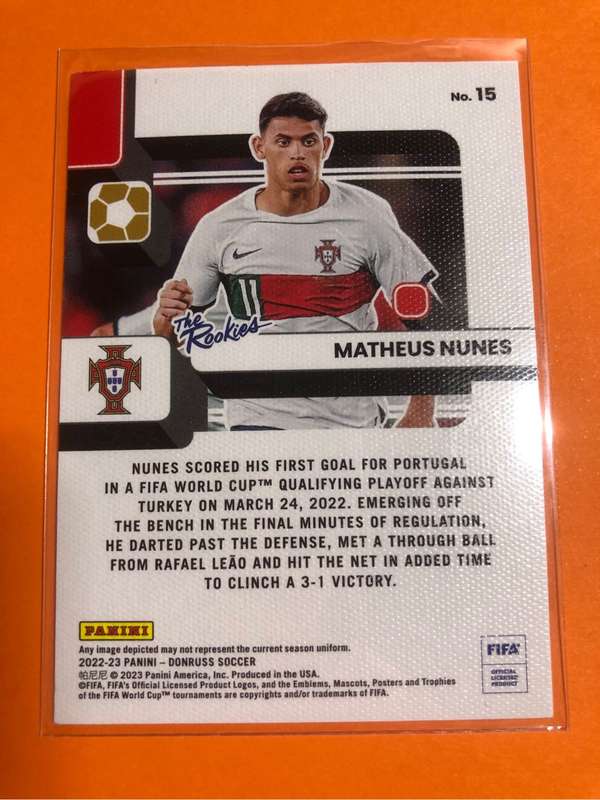 No. 15
11
The
Rookies
MATHEUS NUNES
NUNES SCORED HIS FIRST GOAL FOR PORTUGAL
IN A FIFA WORLD CUP™ QUALIFYING PLAYOFF AGAINST
TURKEY ON MARCH 24, 2022. EMERGING OFF
THE BENCH IN THE FINAL MINUTES OF REGULATION,
HE DARTED PAST THE DEFENSE, MET A THROUGH BALL
FROM RAFAEL LEÃO AND HIT THE NET IN ADDED TIME
TO CLINCH A 3-1 VICTORY.
PANINI
Any image depicted may not represent the current season uniform.
2022-23 PANINI – DONRUSS SOCCER
帕尼尼 © 2023 Panini America, Inc. Produced in the USA.
©FIFA, FIFA's Official Licensed Product Logos, and the Emblems, Mascots, Posters and Trophies
of the FIFA World Cup™ tournaments are copyrights and/or trademarks of FIFA.
FIFA
OFFICIAL
LICENSED
PRODUCT